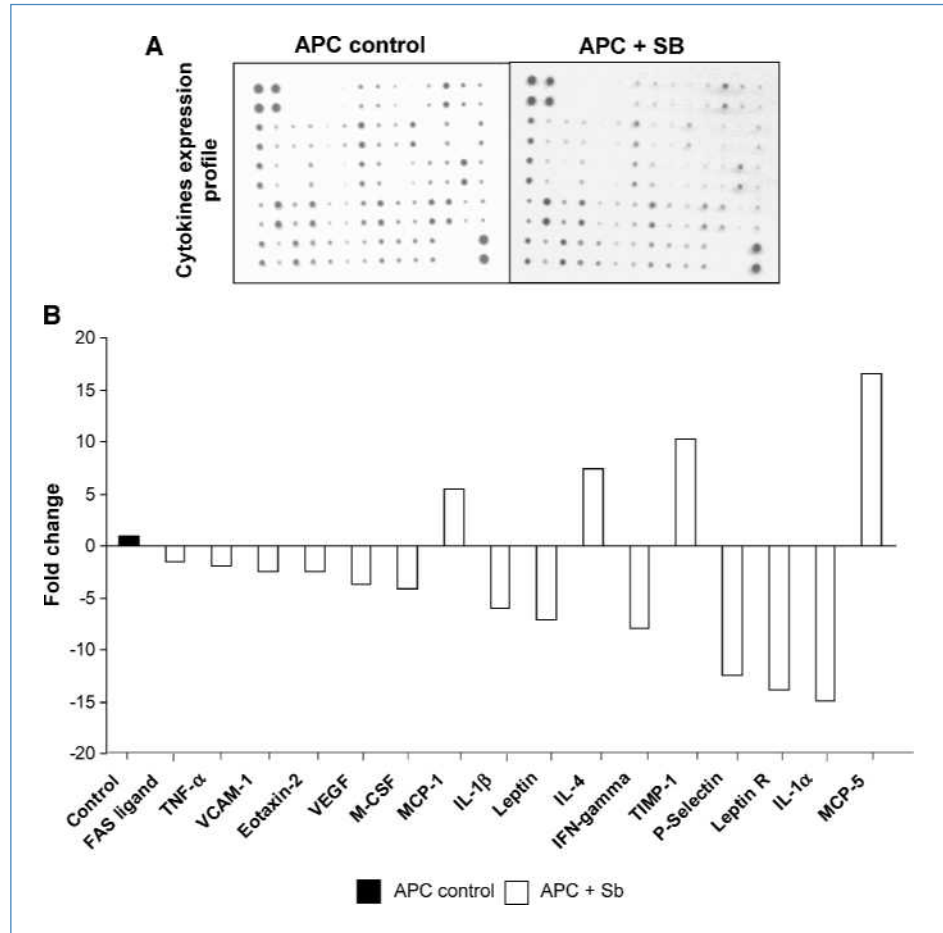 A
APC control
APC + SB
Cytokines expression
profile
B
Fold change
20
15
10
5
0
-5
-10
-15
-20
Control
FAS ligand
TNF-α
VCAM-1
Eotaxin-2
VEGF
M-CSF
MCP-1
IL-1β
Leptin
IL-4
IFN-gamma
TIMP-1
P-Selectin
Leptin R
IL-1α
MCP-5
APC control
APC + Sb